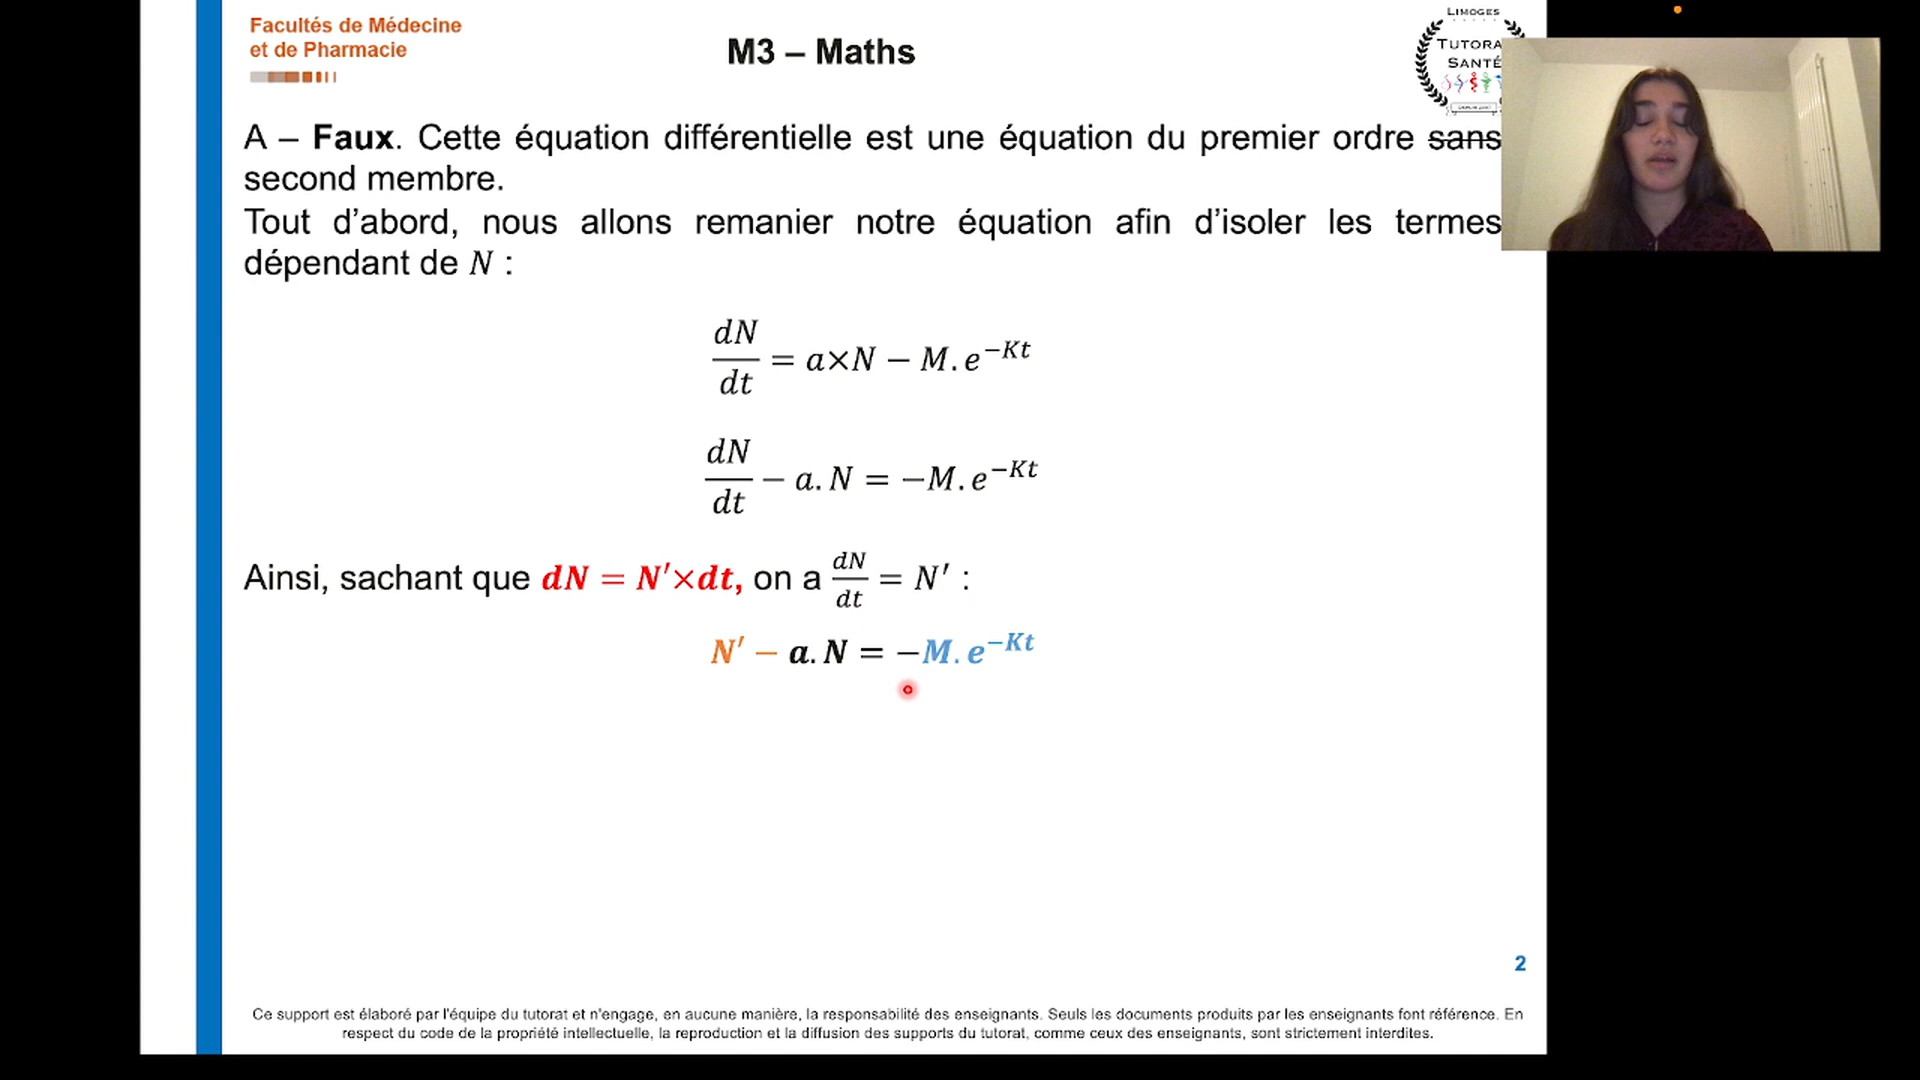 Facultés de Médecine
et de Pharmacie
M3 – Maths
LIMOGES
TUTORA
SANTÉ
A – Faux. Cette équation différentielle est une équation du premier ordre sans
second membre.
Tout d’abord, nous allons remanier notre équation afin d’isoler les termes
dépendant de N :
dN/dt = a×N − M.e^−Kt
dN/dt − a.N = −M.e^−Kt
Ainsi, sachant que dN = N′×dt, on a dN/dt = N′ :
N′ − a.N = −M.e^−Kt
2
Ce support est élaboré par l'équipe du tutorat et n'engage, en aucune manière, la responsabilité des enseignants. Seuls les documents produits par les enseignants font référence. En
respect du code de la propriété intellectuelle, la reproduction et la diffusion des supports du tutorat, comme ceux des enseignants, sont strictement interdites.